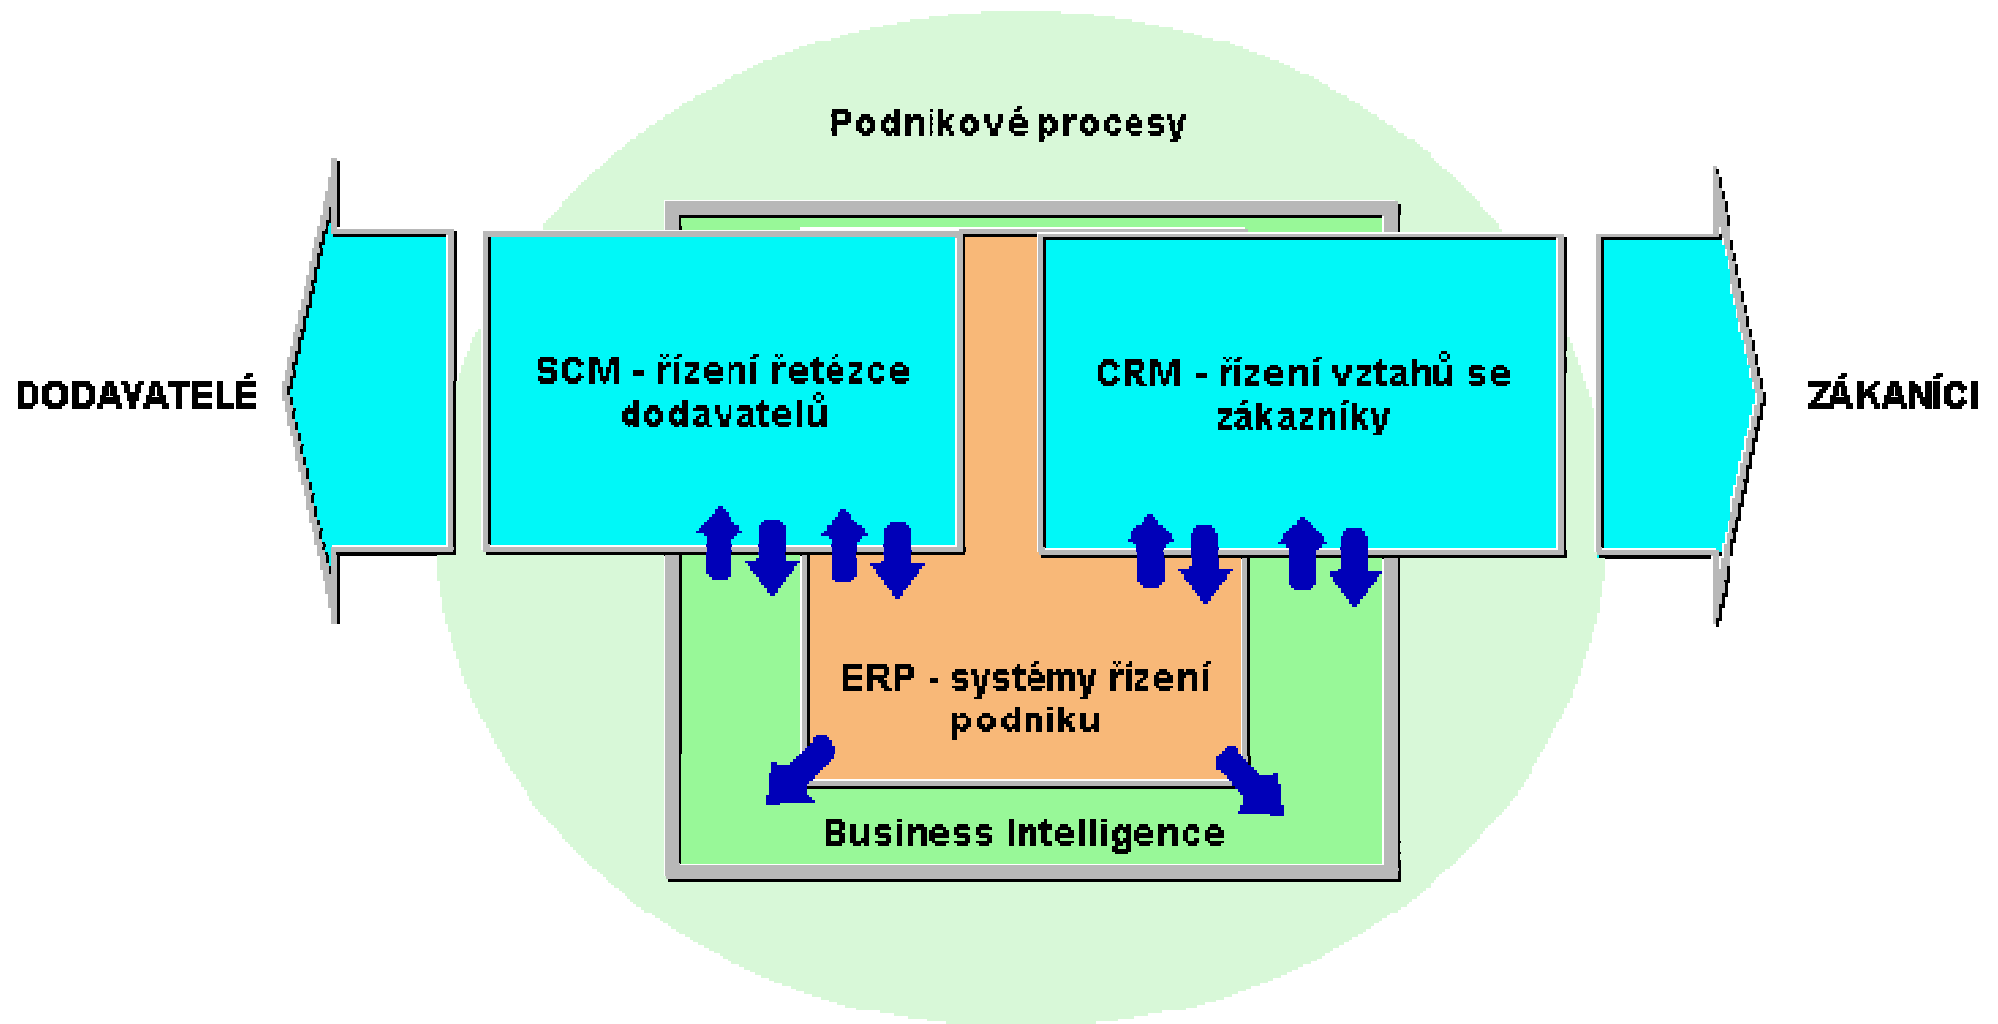 Podnikové procesy
DODAVATELÉ
SCM - řízení řetězce
dodavatelů
CRM - řízení vztahů se
zákazníky
ZÁKANÍCI
ERP - systémy řízení
podniku
Business Intelligence